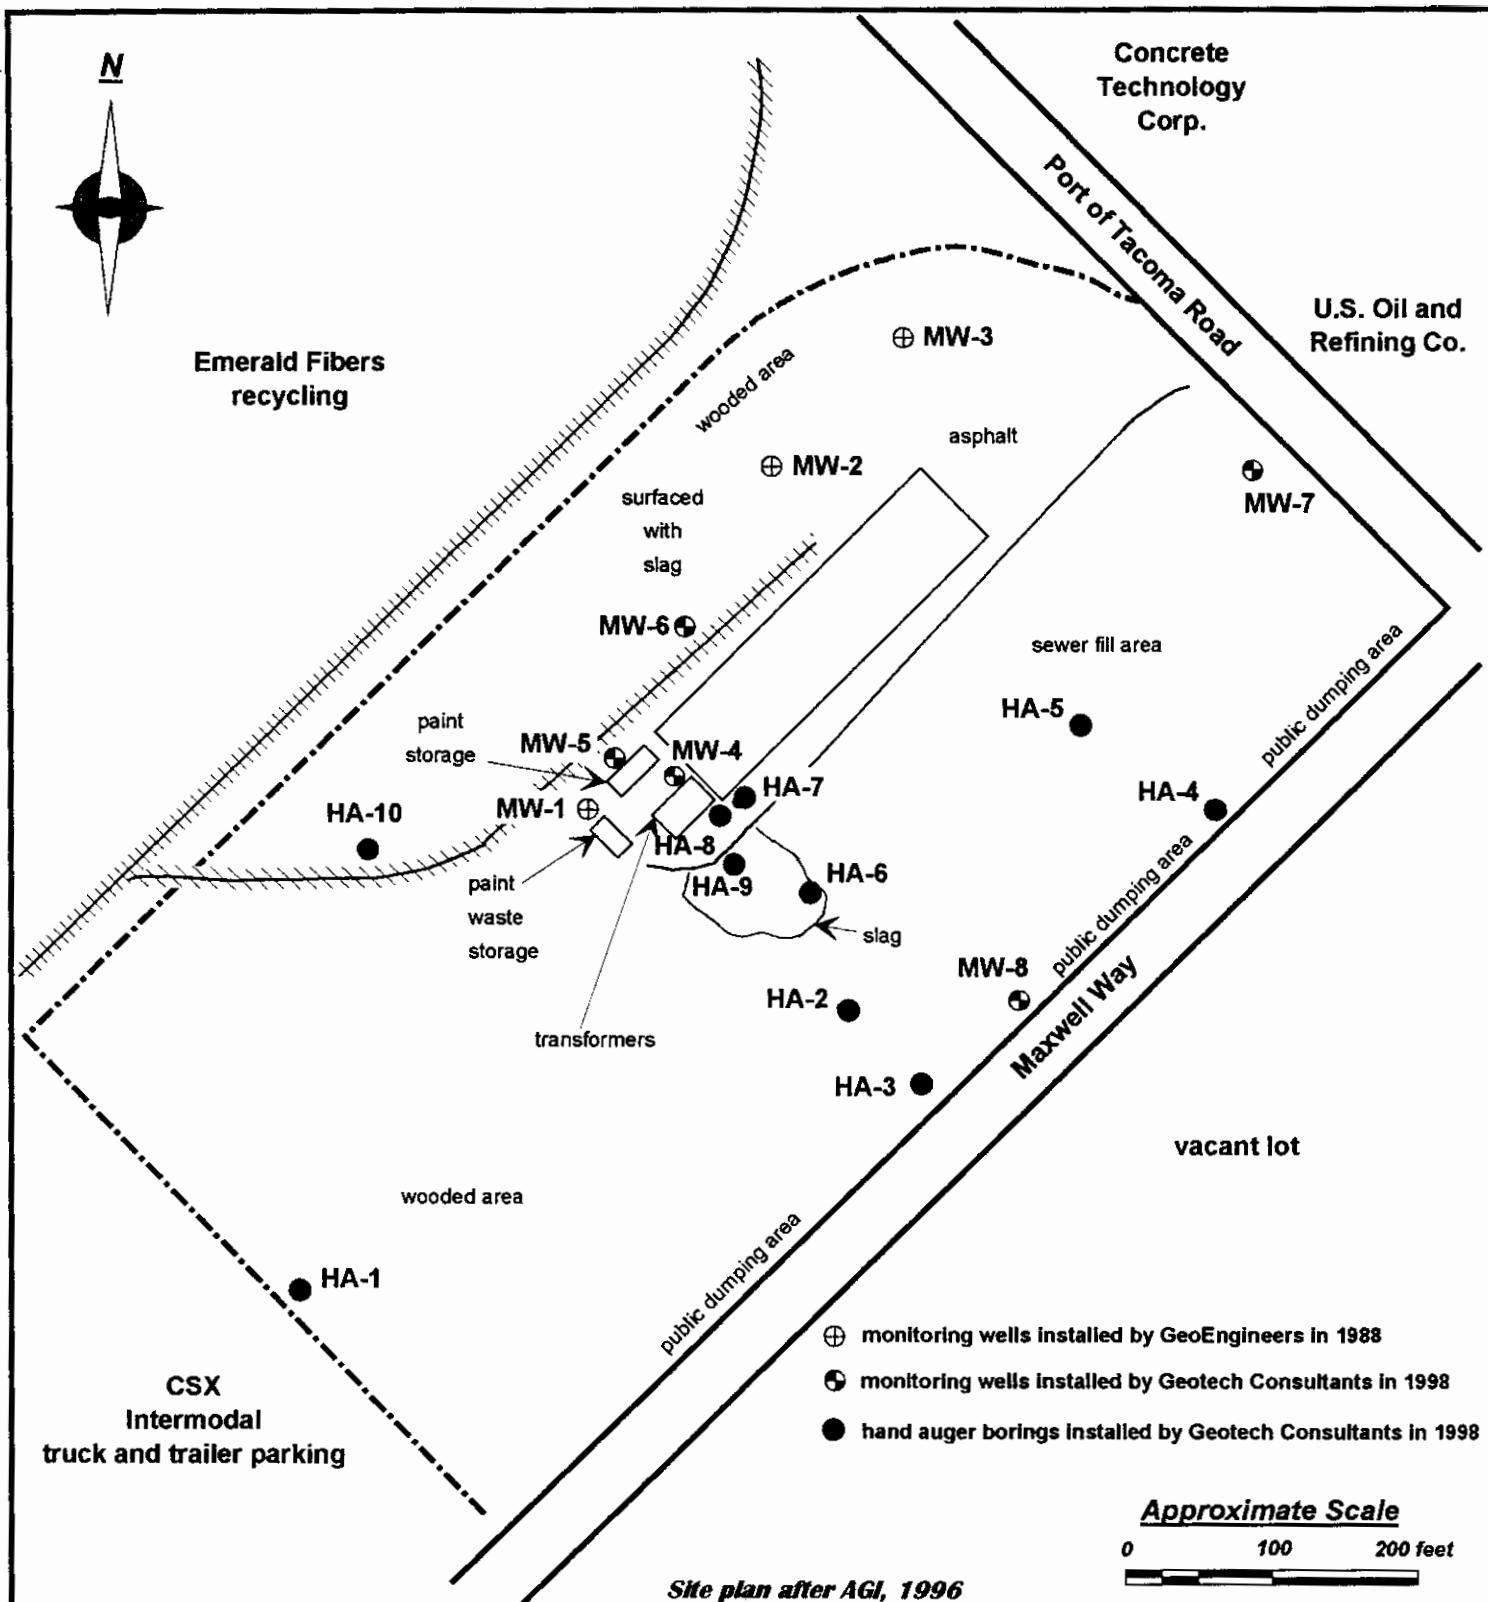 N
Concrete
Technology
Corp.
Port of Tacoma Road
U.S. Oil and
Refining Co.
Emerald Fibers
recycling
MW-3
wooded area
asphalt
MW-2
MW-7
surfaced
with
slag
MW-6
sewer fill area
public dumping area
HA-5
paint
storage
MW-5
MW-4
HA-7
HA-4
MW-1
HA-10
HA-8
HA-9
HA-6
paint
waste
storage
slag
public dumping area
MW-8
HA-2
Maxwell Way
transformers
HA-3
vacant lot
wooded area
public dumping area
HA-1
monitoring wells installed by GeoEngineers in 1988
CSX
Intermodal
truck and trailer parking
monitoring wells installed by Geotech Consultants in 1998
hand auger borings installed by Geotech Consultants in 1998
Approximate Scale
0 100 200 feet
Site plan after AGI, 1996